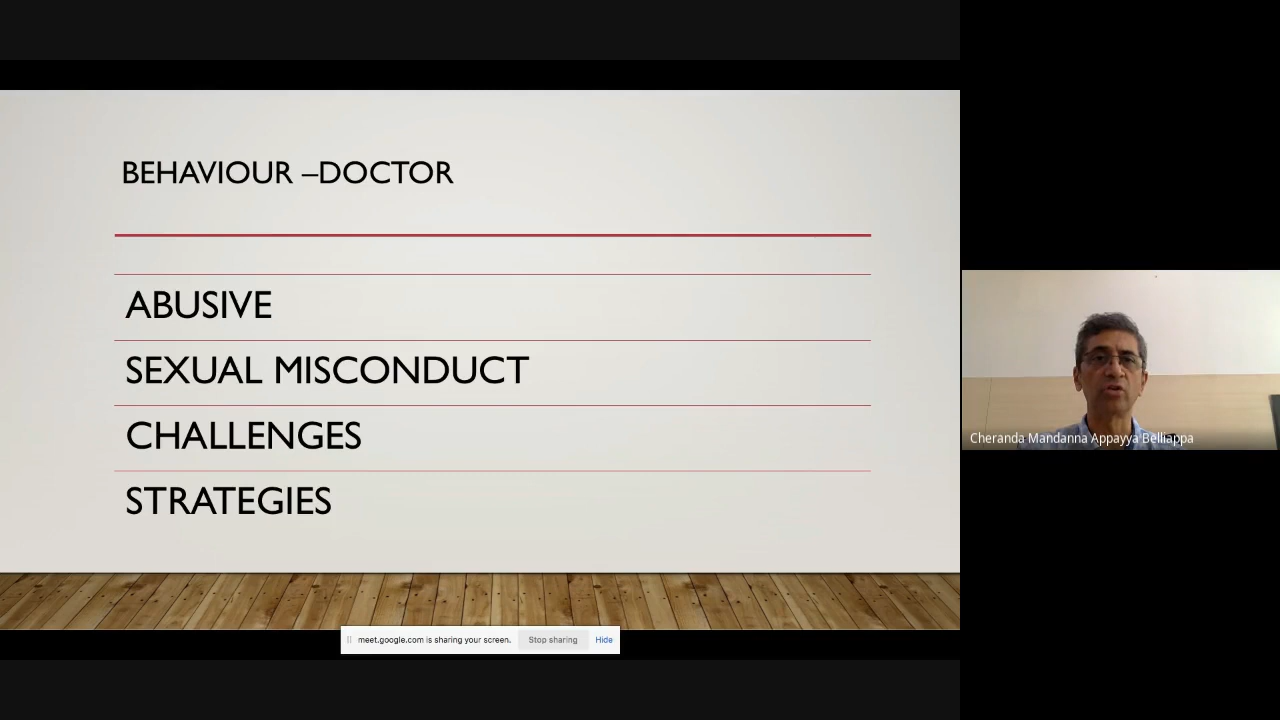 BEHAVIOUR –DOCTOR
ABUSIVE
SEXUAL MISCONDUCT
CHALLENGES
STRATEGIES
Cheranda Mandanna Appayya Belliappa
meet.google.com is sharing your screen. Stop sharing Hide